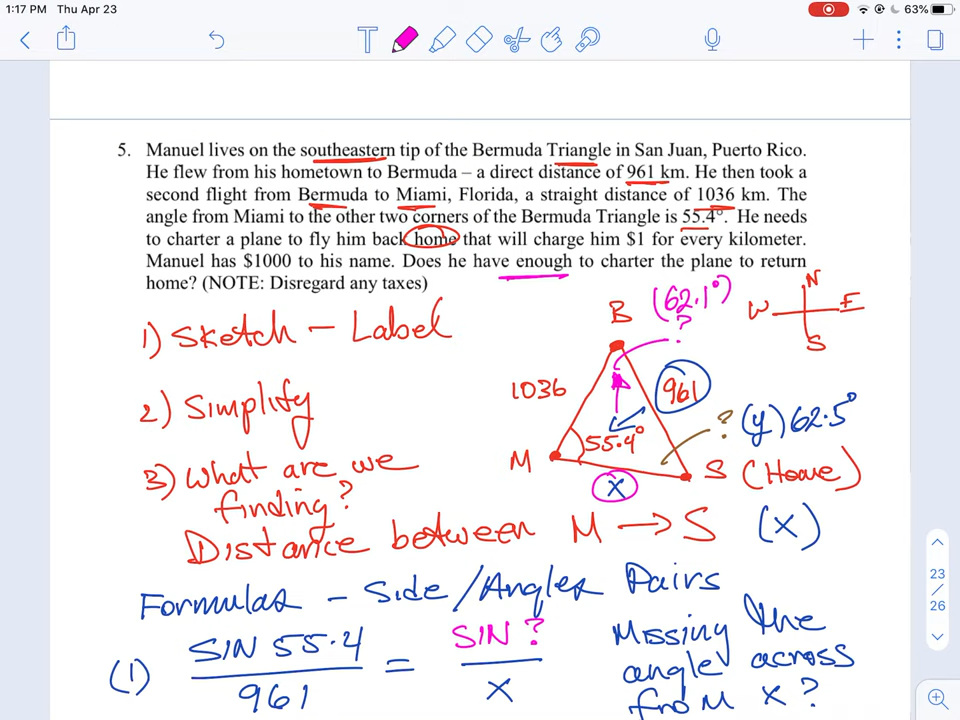 1:17 PM Thu Apr 23
63%
T
5. Manuel lives on the southeastern tip of the Bermuda Triangle in San Juan, Puerto Rico.
He flew from his hometown to Bermuda – a direct distance of 961 km. He then took a
second flight from Bermuda to Miami, Florida, a straight distance of 1036 km. The
angle from Miami to the other two corners of the Bermuda Triangle is 55.4°. He needs
to charter a plane to fly him back home that will charge him $1 for every kilometer.
Manuel has $1000 to his name. Does he have enough to charter the plane to return
home? (NOTE: Disregard any taxes)
N
W E
S
B (62.1°)
?
1) Sketch – Label
1036 961
2) Simplify
55.4°
? (y) 62.5°
M
S (Home)
x
3) What are we
finding?
Distance between M → S (x)
Formulas – Side/Angles Pairs
(1) SIN 55.4 = SIN ?
961 x
Missing the
angle across
from x ?
23
/
26